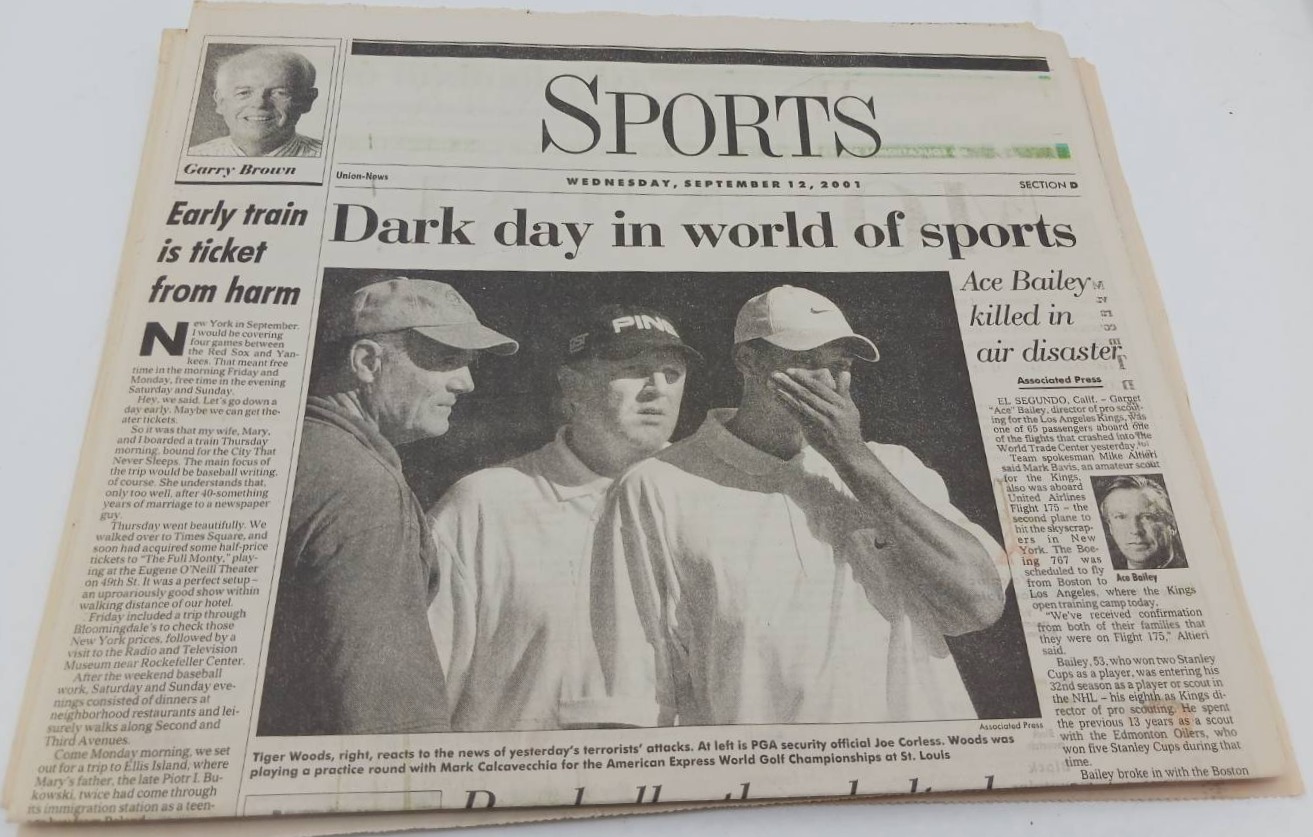 SPORTS
Union-News
WEDNESDAY, SEPTEMBER 12, 2001
SECTION D
Garry Brown
Early train
is ticket
from harm
New York in September.
I would be covering
four games between
the Red Sox and Yan-
kees. That meant free
time in the morning Friday and
Monday, free time in the evening
Saturday and Sunday.
Hey, we said. Let's go down a
day early. Maybe we can get the-
ater tickets.
So it was that my wife, Mary,
and I boarded a train Thursday
morning, bound for the City That
Never Sleeps. The main focus of
the trip would be baseball writing,
of course. She understands that,
only too well, after 40-something
years of marriage to a newspaper
guy.
Thursday went beautifully. We
walked over to Times Square, and
soon had acquired some half-price
tickets to "The Full Monty," play-
ing at the Eugene O'Neill Theater
on 49th St. It was a perfect setup –
an uproariously good show within
walking distance of our hotel.
Friday included a trip through
Bloomingdale's to check those
New York prices, followed by a
visit to the Radio and Television
Museum near Rockefeller Center.
After the weekend baseball
work, Saturday and Sunday eve-
nings consisted of dinners at
neighborhood restaurants and lei-
surely walks along Second and
Third Avenues.
Come Monday morning, we set
out for a trip to Ellis Island, where
Mary's father, the late Piotr I. Bu-
kowski, twice had come through
its immigration station as a teen-
Dark day in world of sports
PING
Associated Press
Tiger Woods, right, reacts to the news of yesterday's terrorists' attacks. At left is PGA security official Joe Corless. Woods was
playing a practice round with Mark Calcavecchia for the American Express World Golf Championships at St. Louis
Ace Bailey
killed in
air disaster
Associated Press
EL SEGUNDO, Calif. – Garnet
"Ace" Bailey, director of pro scout-
ing for the Los Angeles Kings, was
one of 65 passengers aboard one
of the flights that crashed into the
World Trade Center yesterday.
Team spokesman Mike Altieri
said Mark Bavis, an amateur scout
for the Kings,
also was aboard
United Airlines
Flight 175 – the
second plane to
hit the skyscrap-
ers in New
York. The Boe-
ing 767 was
scheduled to fly
from Boston to
Ace Bailey
Los Angeles, where the Kings
open training camp today.
"We've received confirmation
from both of their families that
they were on Flight 175," Altieri
said.
Bailey, 53, who won two Stanley
Cups as a player, was entering his
32nd season as a player or scout in
the NHL – his eighth as Kings di-
rector of pro scouting. He spent
the previous 13 years as a scout
with the Edmonton Oilers, who
won five Stanley Cups during that
time.
Bailey broke in with the Boston